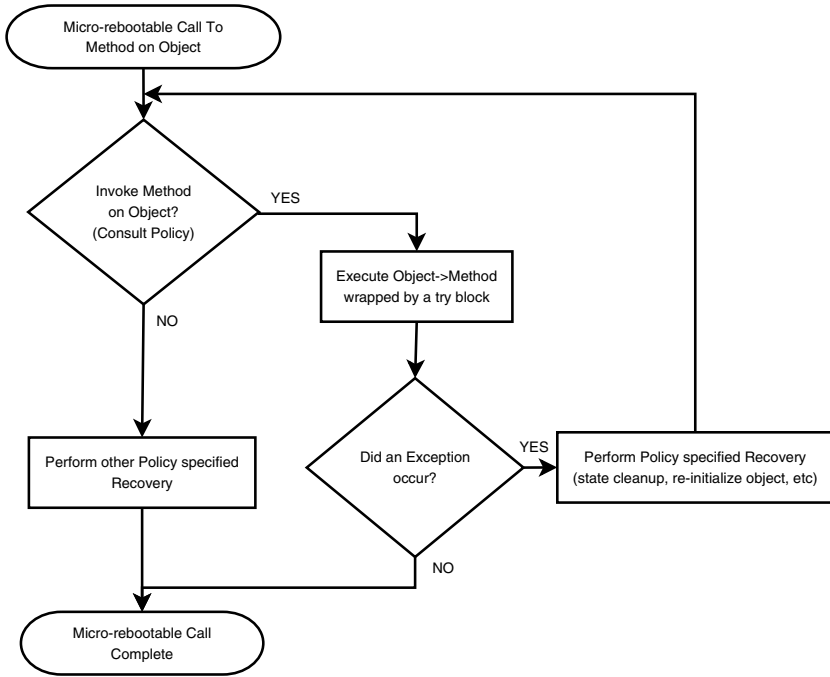 Micro-rebootable Call To
Method on Object
Invoke Method
on Object?
(Consult Policy)
YES
Execute Object->Method
wrapped by a try block
NO
Did an Exception
occur?
YES
Perform Policy specified Recovery
(state cleanup, re-initialize object, etc)
Perform other Policy specified
Recovery
NO
Micro-rebootable Call
Complete